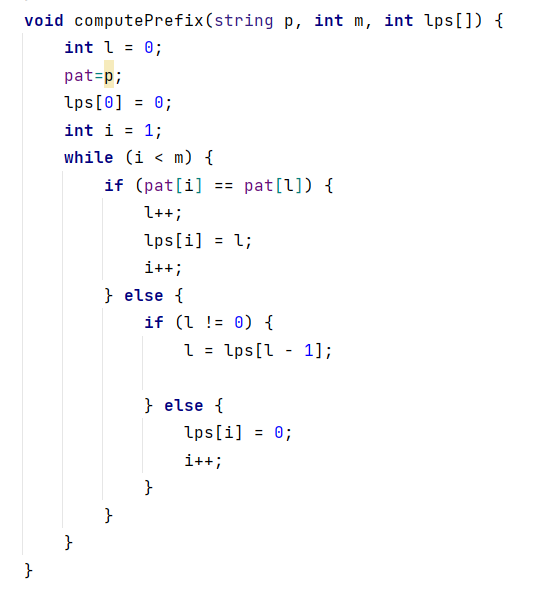 void computePrefix(string p, int m, int lps[]) {
    int l = 0;
    pat=p;
    lps[0] = 0;
    int i = 1;
    while (i < m) {
        if (pat[i] == pat[l]) {
            l++;
            lps[i] = l;
            i++;
        } else {
            if (l != 0) {
                l = lps[l - 1];

            } else {
                lps[i] = 0;
                i++;
            }
        }
    }
}